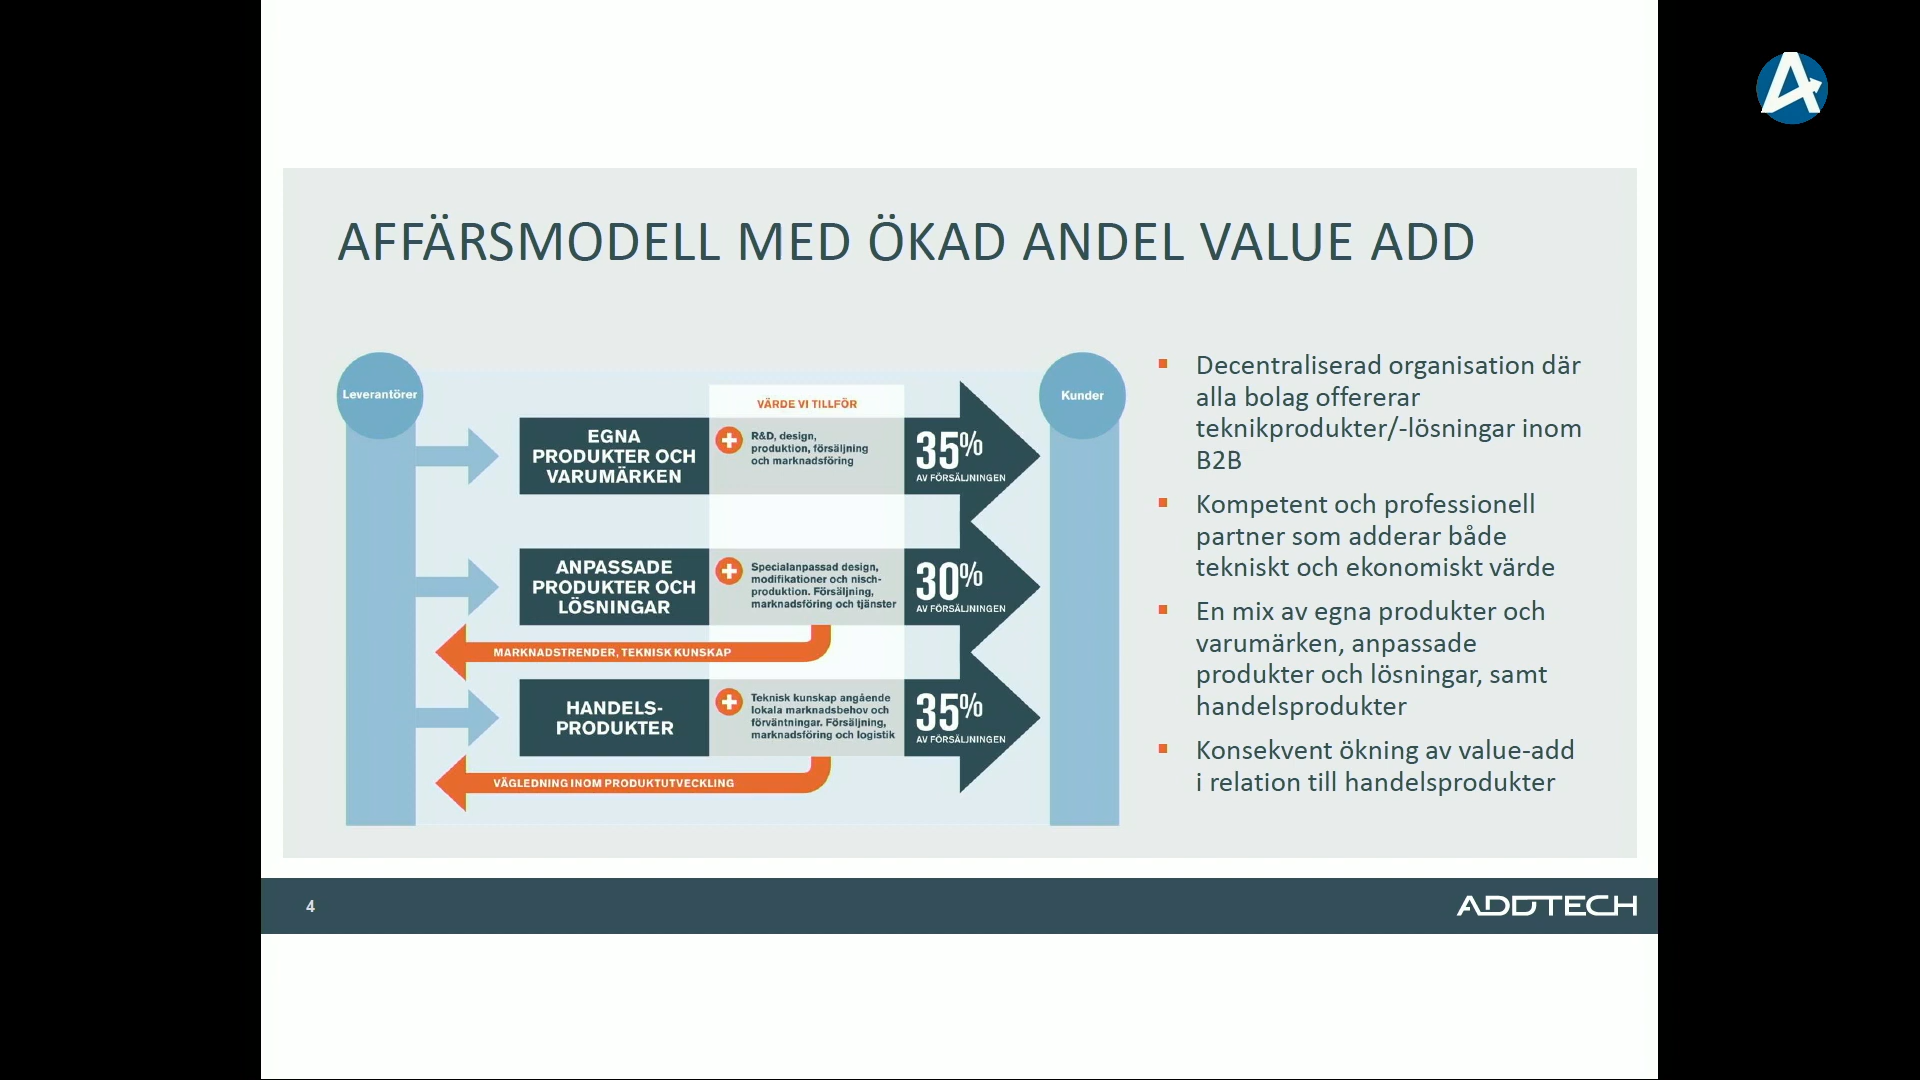 AFFÄRSMODELL MED ÖKAD ANDEL VALUE ADD
Leverantörer
Kunder
VÄRDE VI TILLFÖR
EGNA
PRODUKTER OCH
VARUMÄRKEN
R&D, design,
produktion, försäljning
och marknadsföring
35%
AV FÖRSÄLJNINGEN
ANPASSADE
PRODUKTER OCH
LÖSNINGAR
Specialanpassad design,
modifikationer och nisch-
produktion. Försäljning,
marknadsföring och tjänster
30%
AV FÖRSÄLJNINGEN
MARKNADSTRENDER, TEKNISK KUNSKAP
HANDELS-
PRODUKTER
Teknisk kunskap angående
lokala marknadsbehov och
förväntningar. Försäljning,
marknadsföring och logistik
35%
AV FÖRSÄLJNINGEN
VÄGLEDNING INOM PRODUKTUTVECKLING
Decentraliserad organisation där
alla bolag offererar
teknikprodukter/-lösningar inom
B2B
Kompetent och professionell
partner som adderar både
tekniskt och ekonomiskt värde
En mix av egna produkter och
varumärken, anpassade
produkter och lösningar, samt
handelsprodukter
Konsekvent ökning av value-add
i relation till handelsprodukter
4
ADDTECH